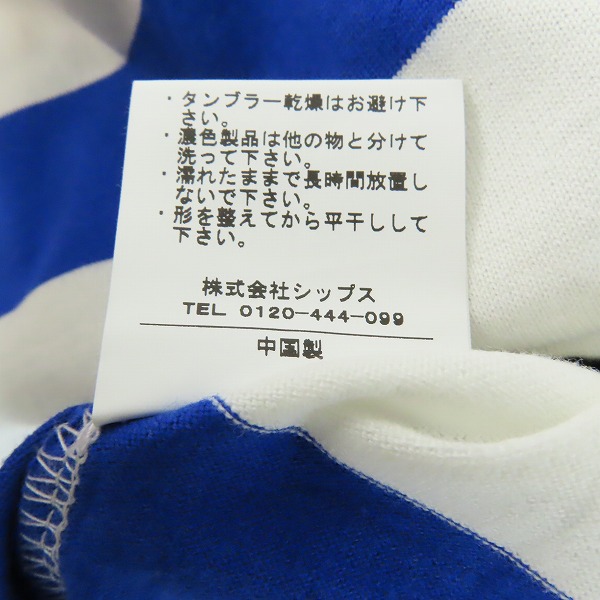 ・タンブラー乾燥はお避け下
さい。
・濃色製品は他の物と分けて
洗って下さい。
・濡れたままで長時間放置し
ないで下さい。
・形を整えてから平干しして
下さい。
株式会社シップス
TEL 0120-444-099
中国製